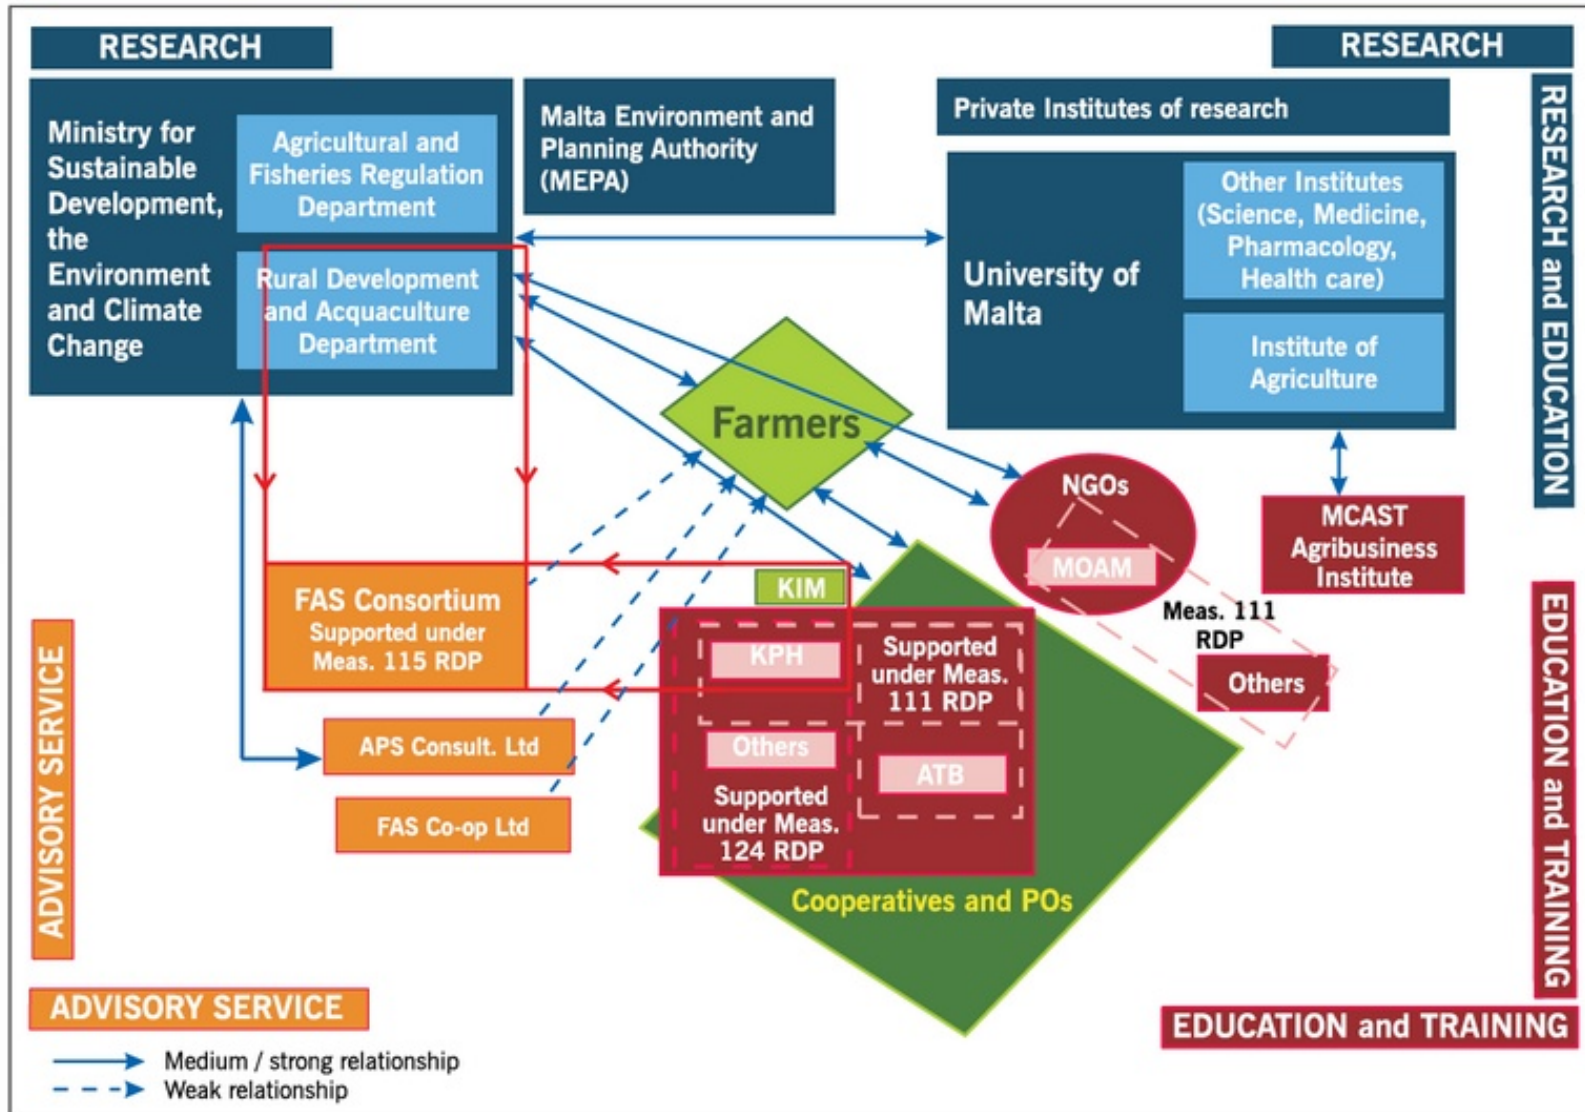 RESEARCH
RESEARCH
Ministry for
Sustainable
Development,
the
Environment
and Climate
Change
Agricultural and
Fisheries Regulation
Department
Rural Development
and Acquaculture
Department
Malta Environment and
Planning Authority
(MEPA)
Private Institutes of research
University of
Malta
Other Institutes
(Science, Medicine,
Pharmacology,
Health care)
Institute of
Agriculture
RESEARCH and EDUCATION
Farmers
NGOs
MOAM
MCAST
Agribusiness
Institute
Meas. 111
RDP
Others
FAS Consortium
Supported under
Meas. 115 RDP
KIM
KPH
Supported
under Meas.
111 RDP
Others
ATB
Supported
under Meas.
124 RDP
APS Consult. Ltd
FAS Co-op Ltd
Cooperatives and POs
ADVISORY SERVICE
ADVISORY SERVICE
EDUCATION and TRAINING
EDUCATION and TRAINING
Medium / strong relationship
Weak relationship